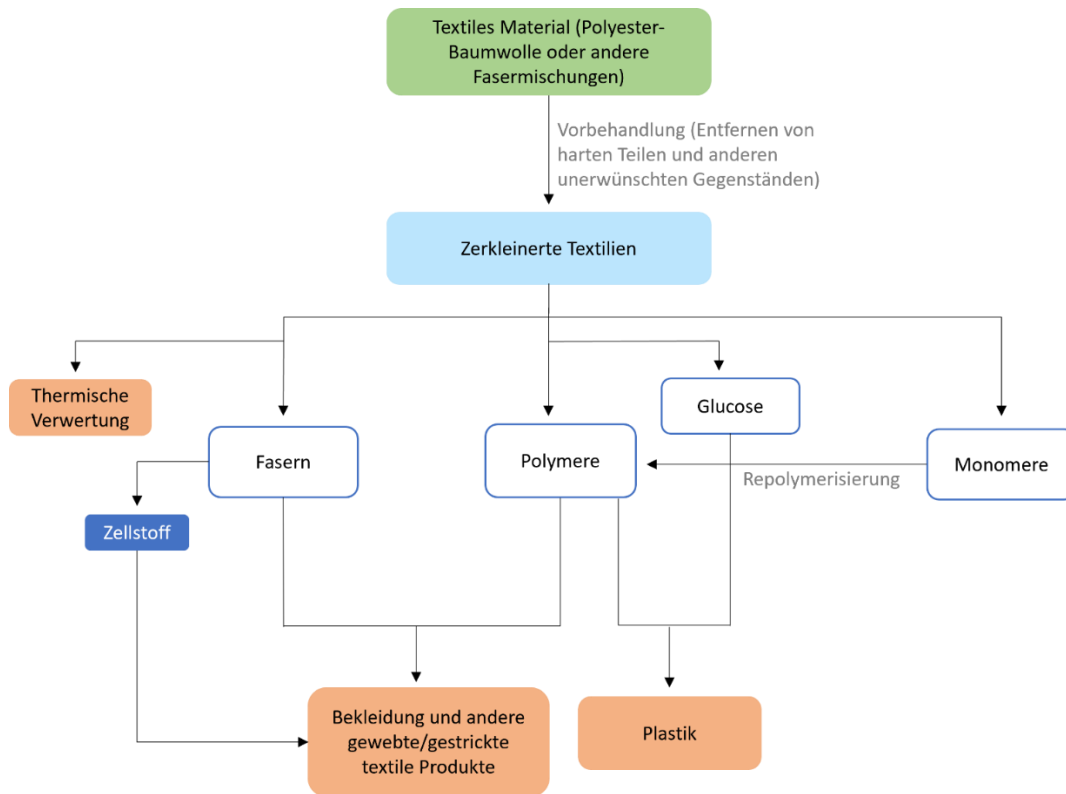 Textiles Material (Polyester-
Baumwolle oder andere
Fasermischungen)
Vorbehandlung (Entfernen von
harten Teilen und anderen
unerwünschten Gegenständen)
Zerkleinerte Textilien
Thermische
Verwertung
Glucose
Fasern
Polymere
Repolymerisierung
Monomere
Zellstoff
Bekleidung und andere
gewebte/gestrickte
textile Produkte
Plastik